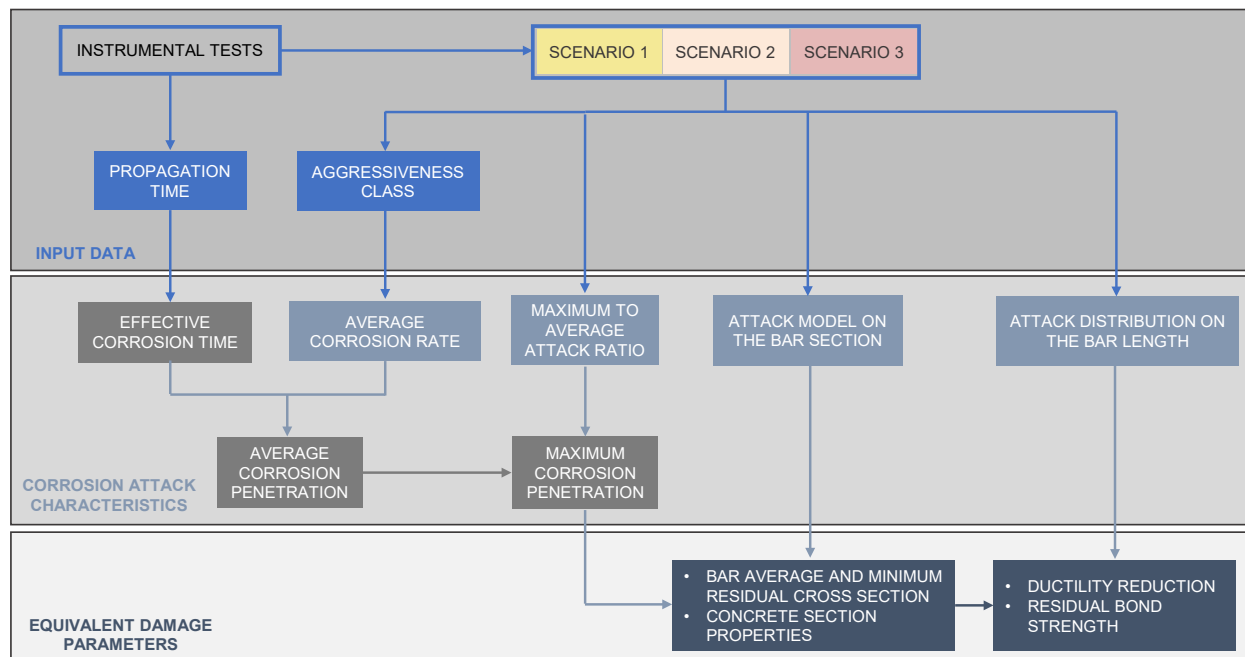 INSTRUMENTAL TESTS
SCENARIO 1
SCENARIO 2
SCENARIO 3
PROPAGATION
TIME
AGGRESSIVENESS
CLASS
INPUT DATA
EFFECTIVE
CORROSION TIME
AVERAGE
CORROSION RATE
MAXIMUM TO
AVERAGE
ATTACK RATIO
ATTACK MODEL ON
THE BAR SECTION
ATTACK DISTRIBUTION ON
THE BAR LENGTH
AVERAGE
CORROSION
PENETRATION
MAXIMUM
CORROSION
PENETRATION
CORROSION ATTACK
CHARACTERISTICS
• BAR AVERAGE AND MINIMUM
RESIDUAL CROSS SECTION
• CONCRETE SECTION
PROPERTIES
• DUCTILITY REDUCTION
• RESIDUAL BOND
STRENGTH
EQUIVALENT DAMAGE
PARAMETERS